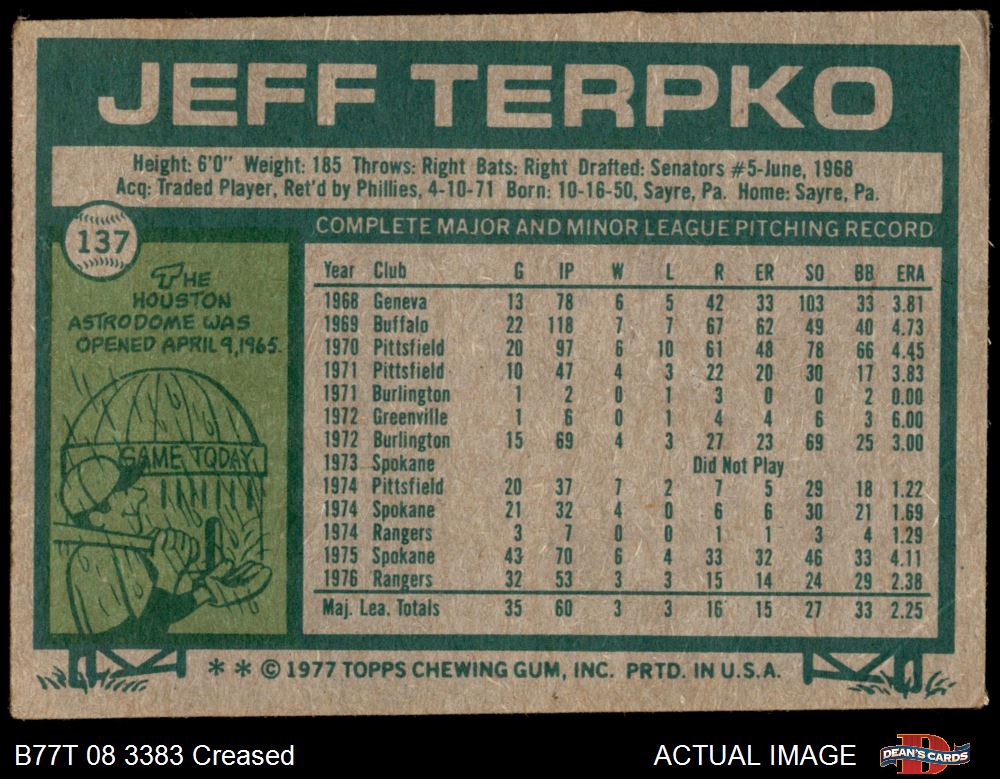 JEFF TERPKO
Height: 6'0" Weight: 185 Throws: Right Bats: Right Drafted: Senators #5-June, 1968
Acq: Traded Player, Ret'd by Phillies, 4-10-71 Born: 10-16-50, Sayre, Pa. Home: Sayre, Pa.
137
THE
HOUSTON
ASTRODOME WAS
OPENED APRIL 9, 1965.
GAME TODAY
COMPLETE MAJOR AND MINOR LEAGUE PITCHING RECORD
Year Club G IP W L R ER SO BB ERA
1968 Geneva 13 78 6 5 42 33 103 33 3.81
1969 Buffalo 22 118 7 7 67 62 49 40 4.73
1970 Pittsfield 20 97 6 10 61 48 78 66 4.45
1971 Pittsfield 10 47 4 3 22 20 30 17 3.83
1971 Burlington 1 2 0 1 3 0 0 2 0.00
1972 Greenville 1 6 0 1 4 4 6 3 6.00
1972 Burlington 15 69 4 3 27 23 69 25 3.00
1973 Spokane Did Not Play
1974 Pittsfield 20 37 7 2 7 5 29 18 1.22
1974 Spokane 21 32 4 0 6 6 30 21 1.69
1974 Rangers 3 7 0 0 1 1 3 4 1.29
1975 Spokane 43 70 6 4 33 32 46 33 4.11
1976 Rangers 32 53 3 3 15 14 24 29 2.38
Maj. Lea. Totals 35 60 3 3 16 15 27 33 2.25
* * © 1977 TOPPS CHEWING GUM, INC. PRTD. IN U.S.A.
B77T 08 3383 Creased
ACTUAL IMAGE
D
DEAN'S CARDS